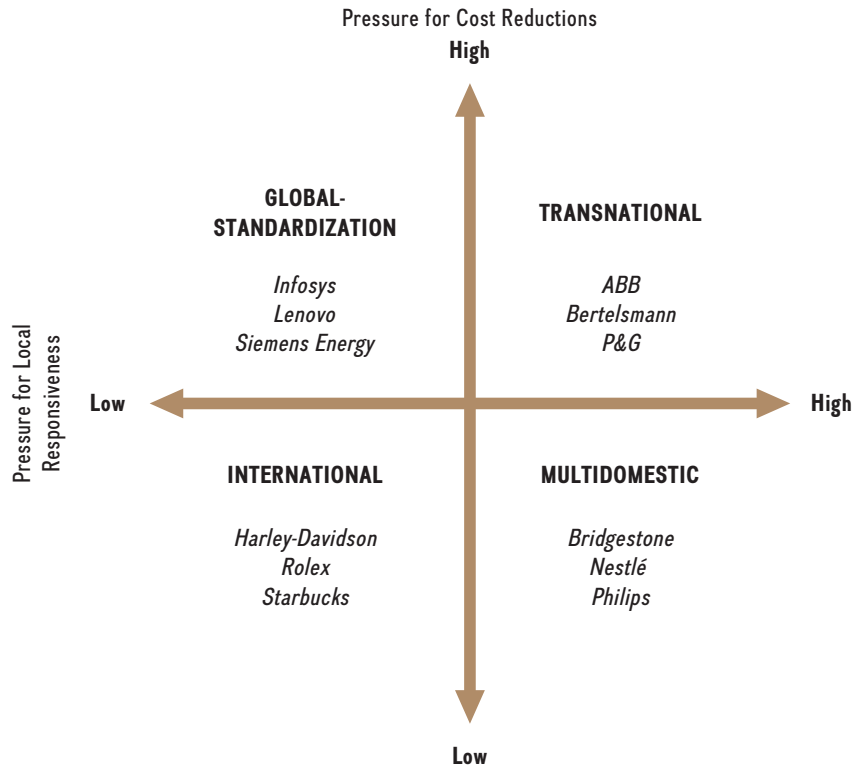 Pressure for Cost Reductions
High
GLOBAL-
STANDARDIZATION
Infosys
Lenovo
Siemens Energy
TRANSNATIONAL
ABB
Bertelsmann
P&G
Pressure for Local
Responsiveness
Low
High
INTERNATIONAL
Harley-Davidson
Rolex
Starbucks
MULTIDOMESTIC
Bridgestone
Nestlé
Philips
Low